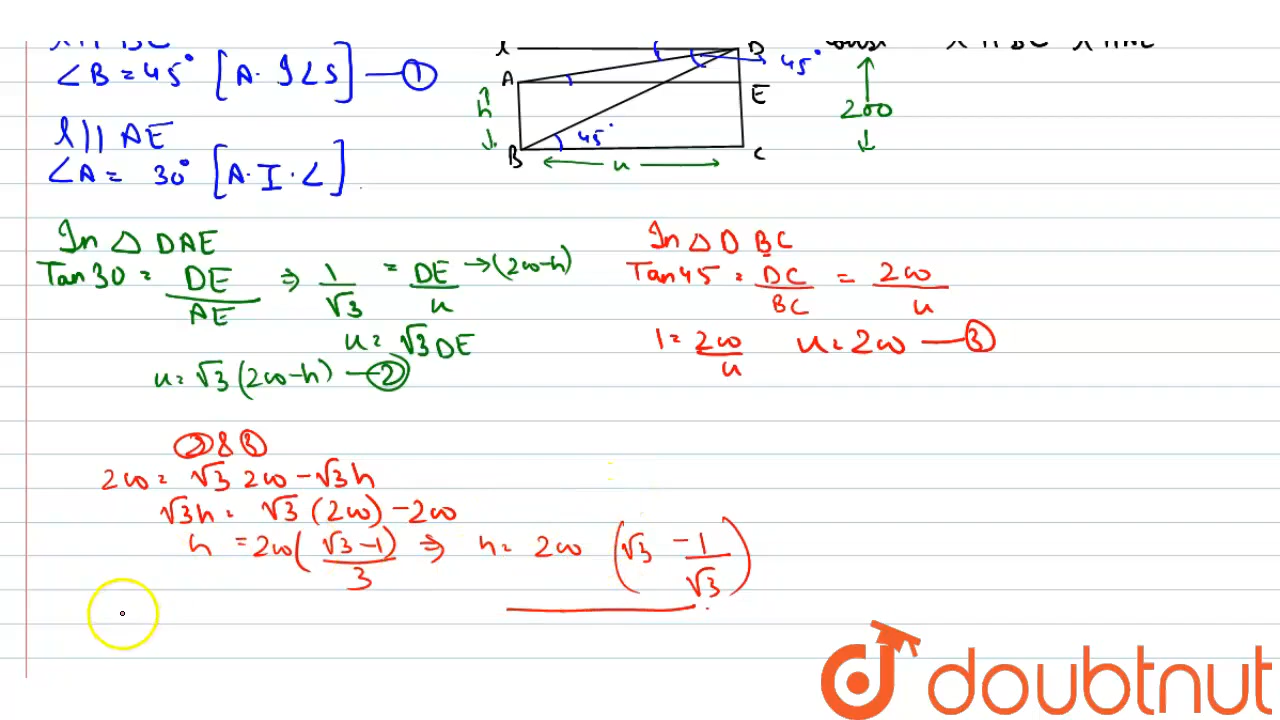 ∠B = 45° [A. I ∠S] — ①
l || AE
∠A = 30° [A. I. ∠]
l
D
45°
A
E
h
45°
B
x
C
200
In △ DAE
Tan 30 = DE/AE ⇒ 1/√3 = DE/x → (200-h)
x = √3 DE
x = √3 (200-h) — ②
In △ D BC
Tan 45 = DC/BC = 200/x
1 = 200/x x = 200 — ③
② & ③
200 = √3 200 - √3h
√3h = √3 (200) - 200
h = 200 (√3 - 1/3) ⇒ h = 200 (√3 - 1/√3)
doubtnut